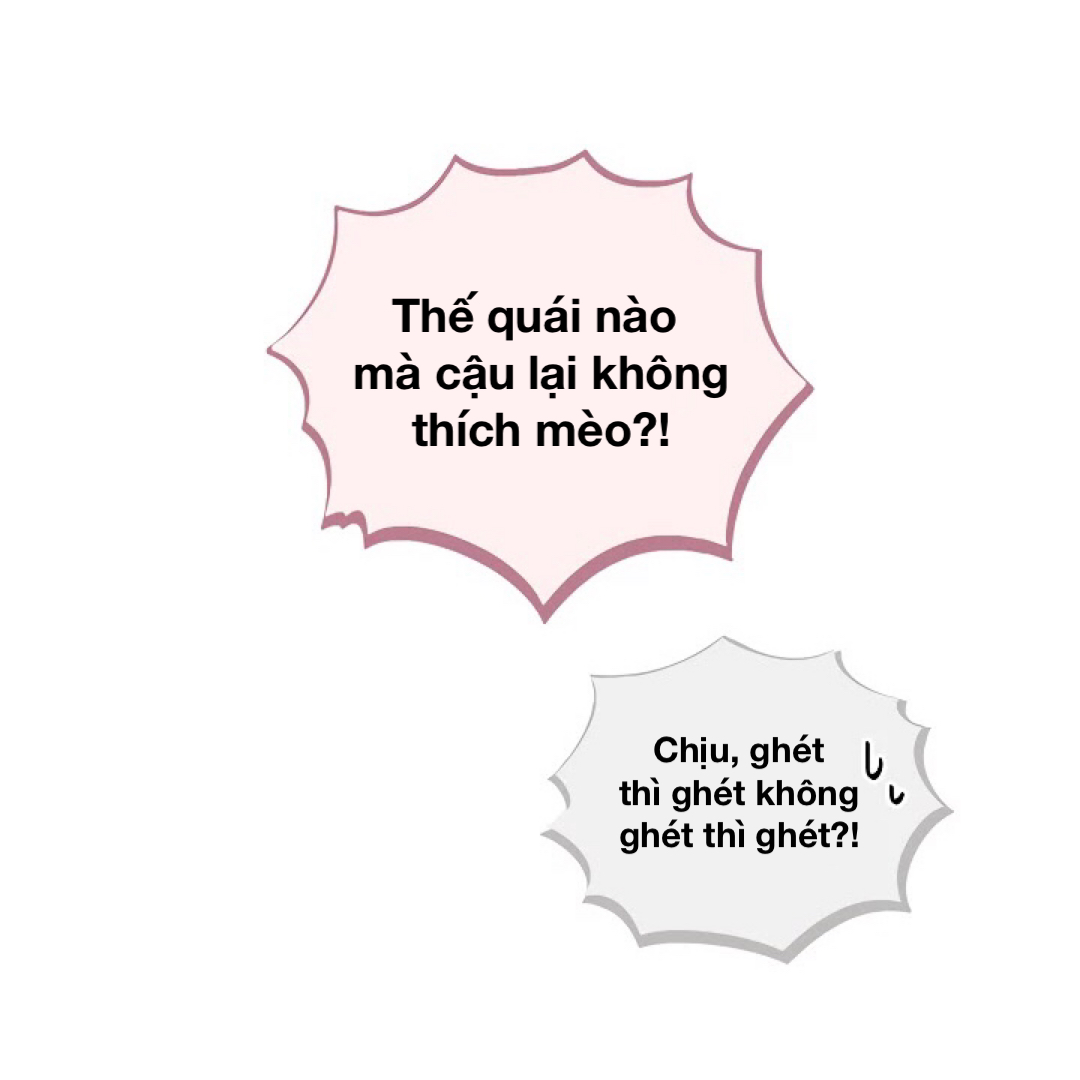 Thế quái nào
mà cậu lại không
thích mèo?!
Chịu, ghét
thì ghét không
ghét thì ghét?!